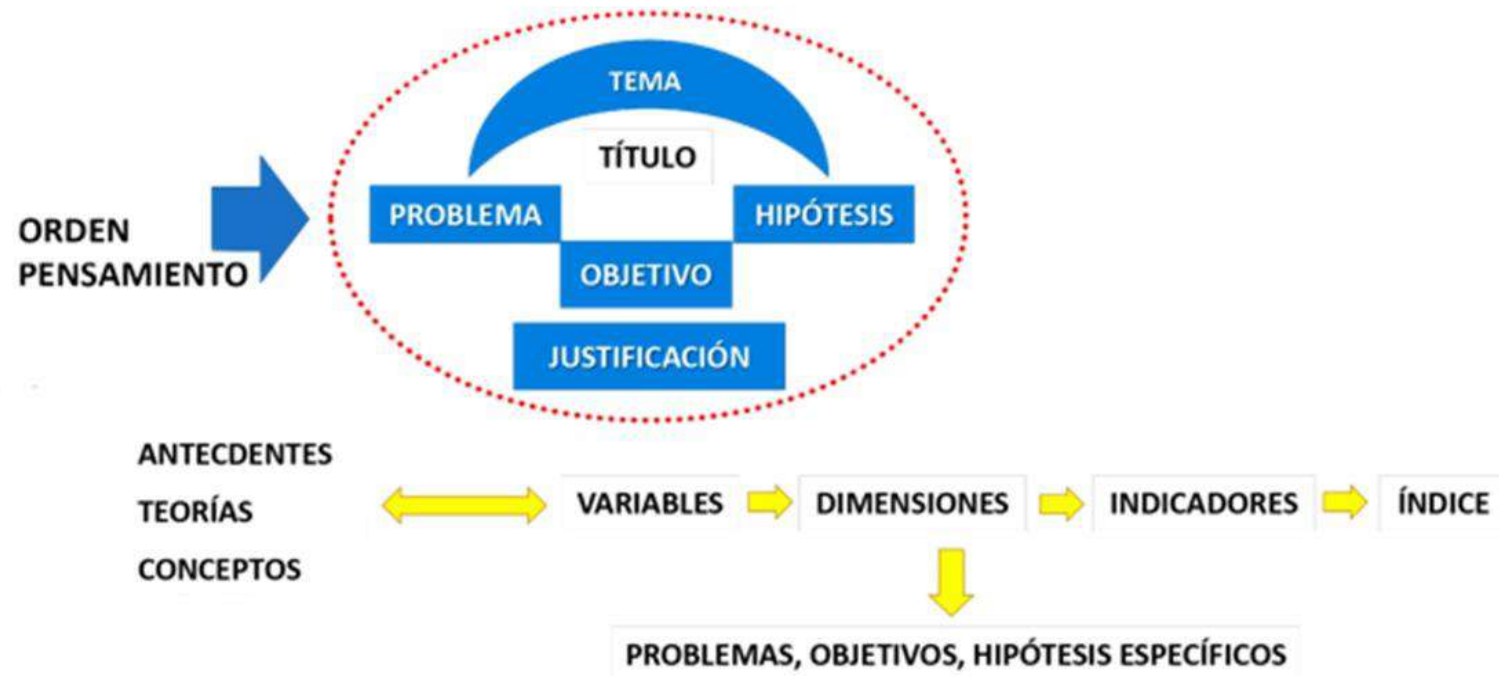 TEMA
TÍTULO
PROBLEMA
HIPÓTESIS
ORDEN
PENSAMIENTO
OBJETIVO
JUSTIFICACIÓN
ANTECDENTES
TEORÍAS
CONCEPTOS
VARIABLES
DIMENSIONES
INDICADORES
ÍNDICE
PROBLEMAS, OBJETIVOS, HIPÓTESIS ESPECÍFICOS